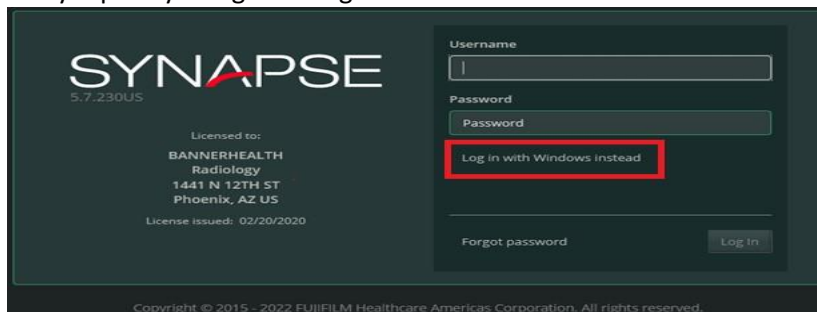 SYNAPSE
5.7.230US
Licensed to:
BANNERHEALTH
Radiology
1441 N 12TH ST
Phoenix, AZ US
License issued: 02/20/2020
Username
Password
Password
Log in with Windows instead
Forgot password
Log In
Copyright © 2015 - 2022 FUJIFILM Healthcare Americas Corporation. All rights reserved.